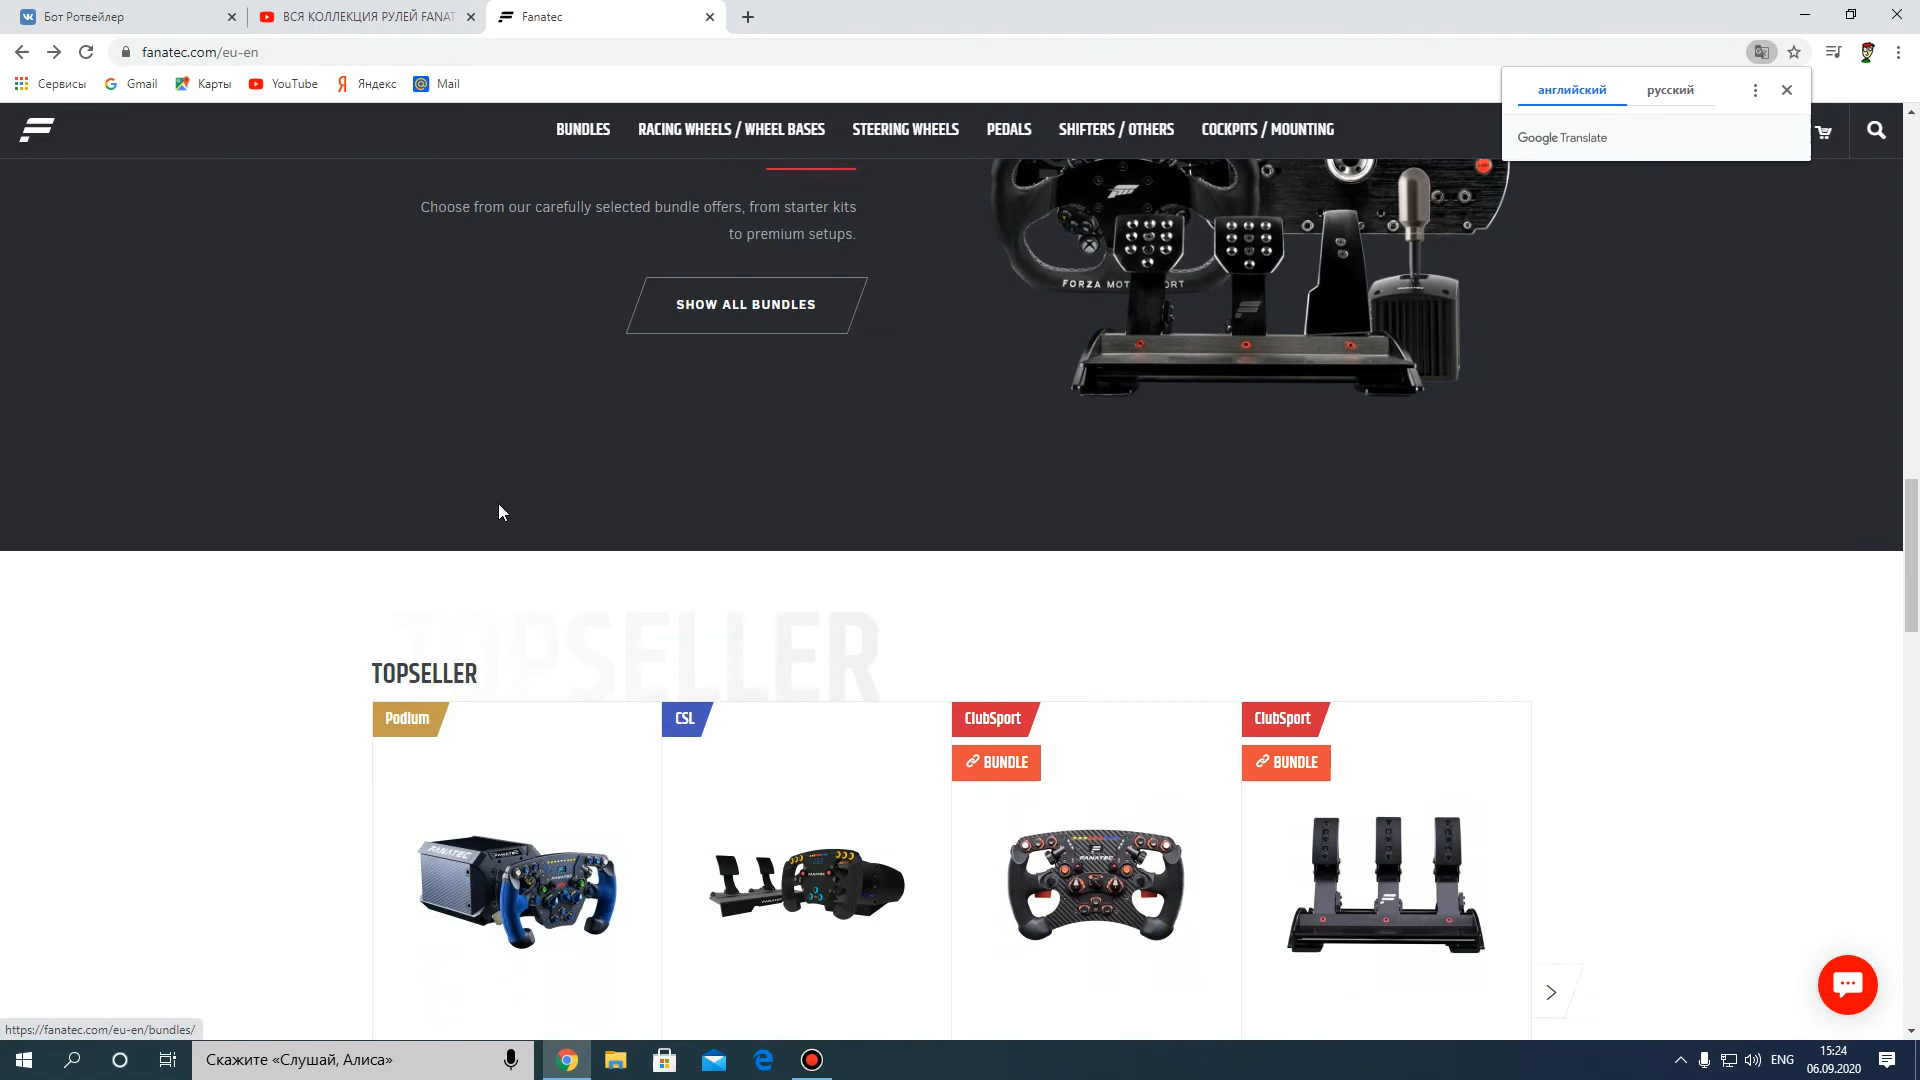 Бот Ротвейлер
ВСЯ КОЛЛЕКЦИЯ РУЛЕЙ FANAT
Fanatec
fanatec.com/eu-en
Сервисы
Gmail
Карты
YouTube
Яндекс
Mail
английский
русский
Google Translate
BUNDLES
RACING WHEELS / WHEEL BASES
STEERING WHEELS
PEDALS
SHIFTERS / OTHERS
COCKPITS / MOUNTING
Choose from our carefully selected bundle offers, from starter kits
to premium setups.
SHOW ALL BUNDLES
TOPSELLER
TOPSELLER
Podium
CSL
ClubSport
BUNDLE
ClubSport
BUNDLE
FANATEC
FANATEC
https://fanatec.com/eu-en/bundles/
Скажите «Слушай, Алиса»
ENG
15:24
06.09.2020